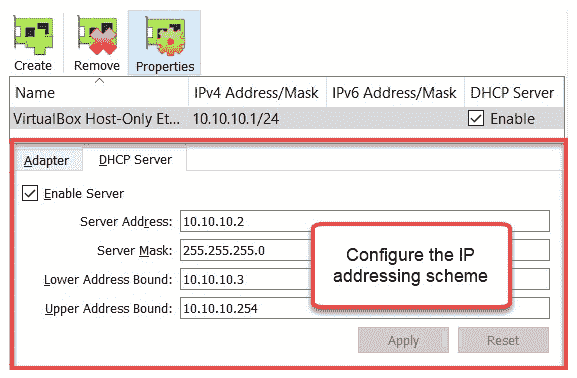 Create Remove Properties
Name IPv4 Address/Mask IPv6 Address/Mask DHCP Server
VirtualBox Host-Only Et... 10.10.10.1/24 Enable
Adapter DHCP Server
Enable Server
Server Address: 10.10.10.2
Server Mask: 255.255.255.0
Lower Address Bound: 10.10.10.3
Upper Address Bound: 10.10.10.254
Configure the IP
addressing scheme
Apply Reset